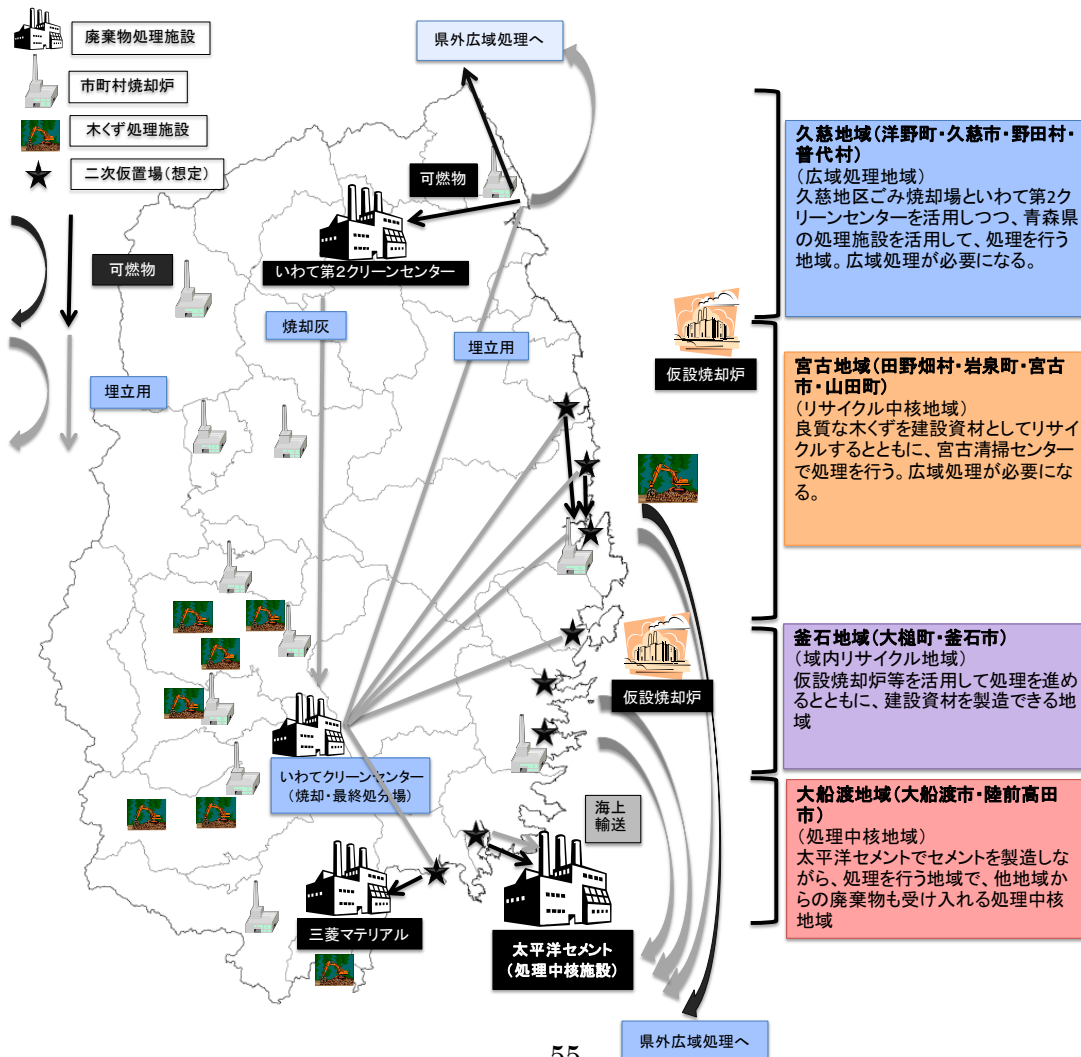 廃棄物処理施設
市町村焼却炉
木くず処理施設
二次仮置場(想定)
可燃物
埋立用
県外広域処理へ
可燃物
いわて第2クリーンセンター
焼却灰
埋立用
仮設焼却炉
仮設焼却炉
いわてクリーンセンター
(焼却・最終処分場)
海上
輸送
三菱マテリアル
太平洋セメント
(処理中核施設)
県外広域処理へ
久慈地域(洋野町・久慈市・野田村・
普代村)
(広域処理地域)
久慈地区ごみ焼却場といわて第2ク
リーンセンターを活用しつつ、青森県
の処理施設を活用して、処理を行う
地域。広域処理が必要になる。
宮古地域(田野畑村・岩泉町・宮古
市・山田町)
(リサイクル中核地域)
良質な木くずを建設資材としてリサイ
クルするとともに、宮古清掃センター
で処理を行う。広域処理が必要にな
る。
釜石地域(大槌町・釜石市)
(域内リサイクル地域)
仮設焼却炉等を活用して処理を進め
るとともに、建設資材を製造できる地
域
大船渡地域(大船渡市・陸前高田
市)
(処理中核地域)
太平洋セメントでセメントを製造しな
がら、処理を行う地域で、他地域か
らの廃棄物も受け入れる処理中核
地域
55